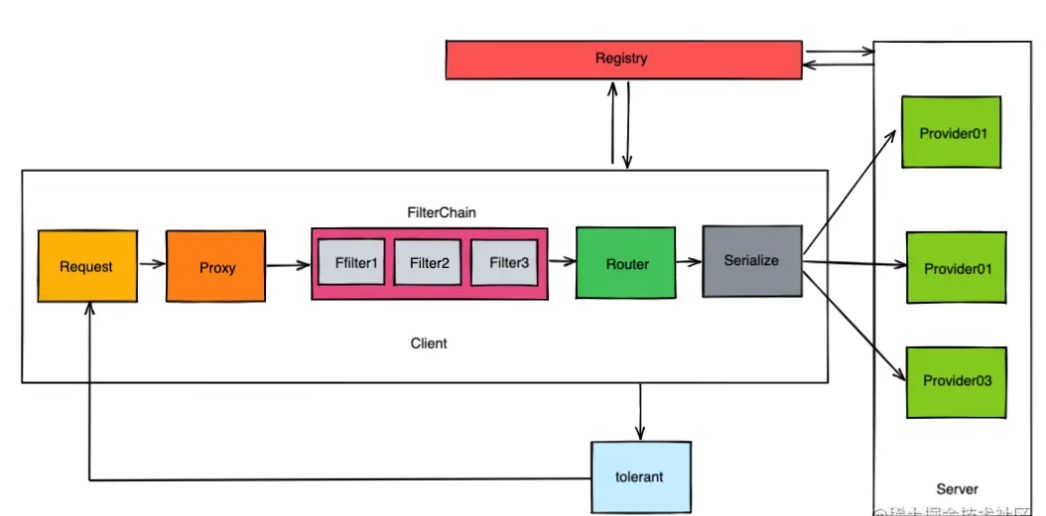 Registry
Provider01
FilterChain
Request
Proxy
Ffilter1
Filter2
Filter3
Router
Serialize
Provider01
Client
Provider03
tolerant
Server
@稀土掘金技术社区